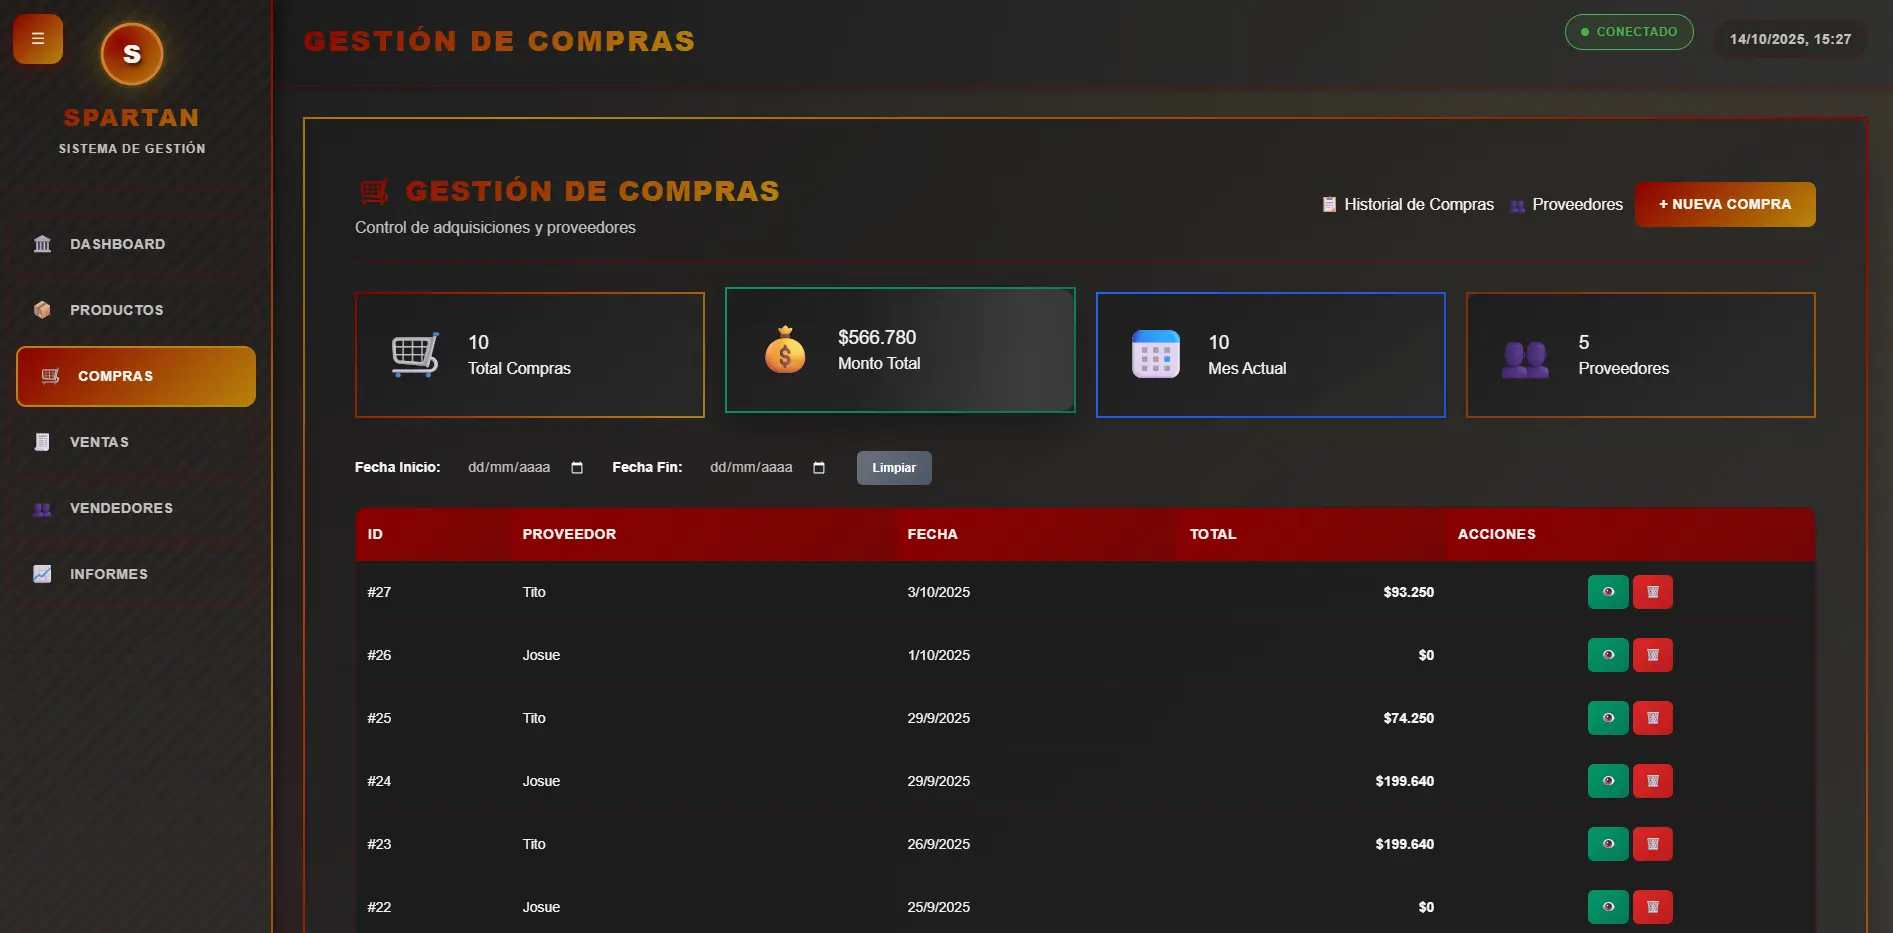 ☰
S
SPARTAN
SISTEMA DE GESTIÓN
DASHBOARD
PRODUCTOS
COMPRAS
VENTAS
VENDEDORES
INFORMES
GESTIÓN DE COMPRAS
CONECTADO
14/10/2025, 15:27
GESTIÓN DE COMPRAS
Control de adquisiciones y proveedores
Historial de Compras
Proveedores
+ NUEVA COMPRA
10
Total Compras
$566.780
Monto Total
10
Mes Actual
5
Proveedores
Fecha Inicio: dd/mm/aaaa Fecha Fin: dd/mm/aaaa Limpiar
ID PROVEEDOR FECHA TOTAL ACCIONES
#27 Tito 3/10/2025 $93.250
#26 Josue 1/10/2025 $0
#25 Tito 29/9/2025 $74.250
#24 Josue 29/9/2025 $199.640
#23 Tito 26/9/2025 $199.640
#22 Josue 25/9/2025 $0